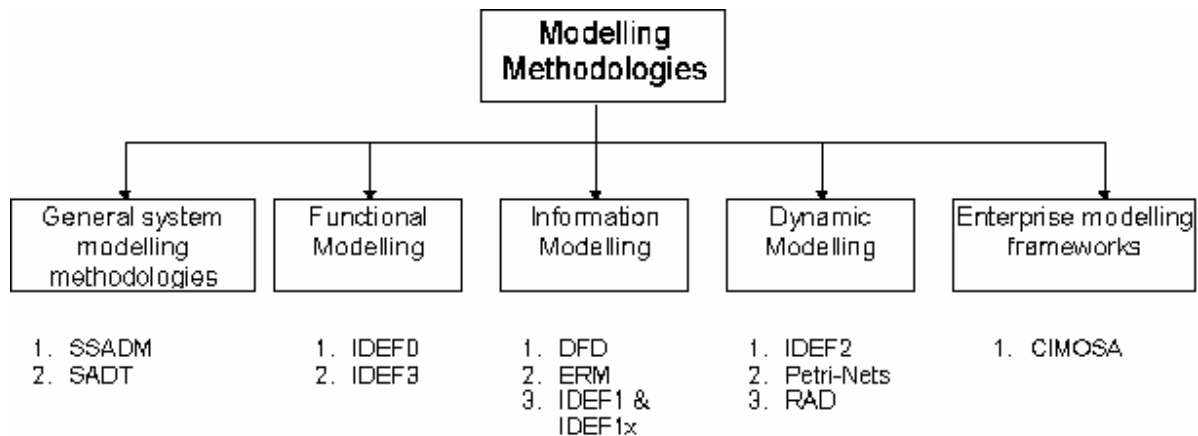 Modelling
Methodologies
General system
modelling
methodologies
Functional
Modelling
Information
Modelling
Dynamic
Modelling
Enterprise modelling
frameworks
1. SSADM
2. SADT
1. IDEF0
2. IDEF3
1. DFD
2. ERM
3. IDEF1 &
IDEF1x
1. IDEF2
2. Petri-Nets
3. RAD
1. CIMOSA